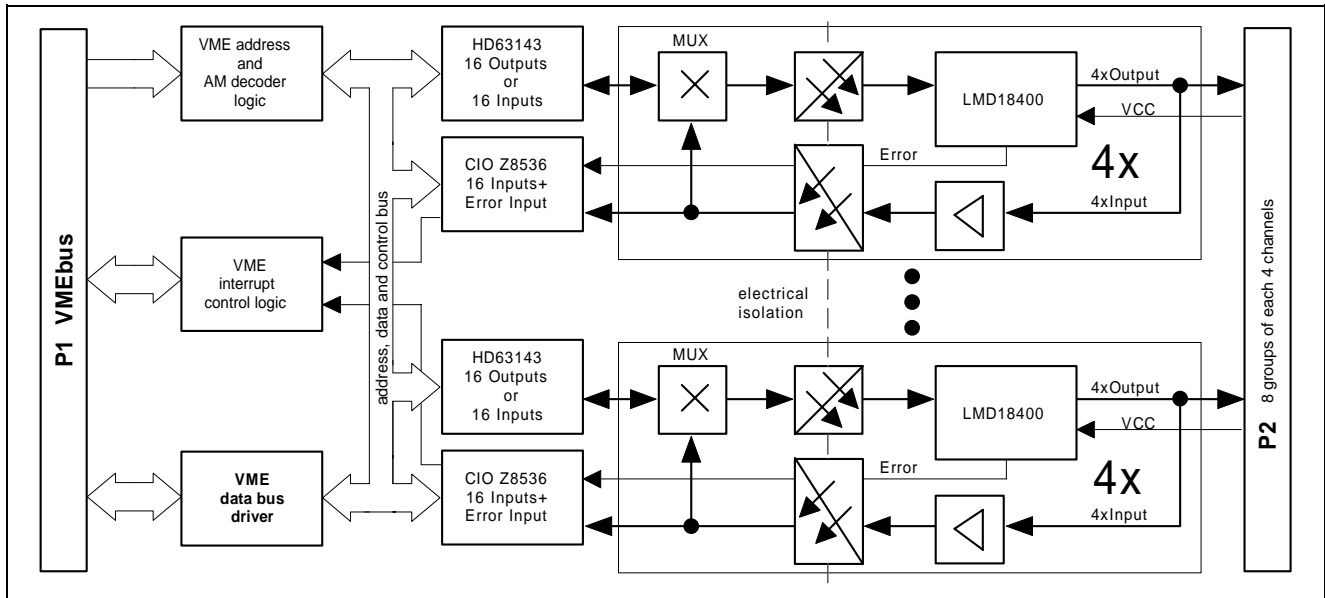 P1 VMEbus
VME address
and
AM decoder
logic
VME
interrupt
control logic
VME
data bus
driver
address, data and control bus
HD63143
16 Outputs
or
16 Inputs
CIO Z8536
16 Inputs+
Error Input
MUX
LMD18400
4xOutput
VCC
Error
4x
4xInput
electrical
isolation
HD63143
16 Outputs
or
16 Inputs
CIO Z8536
16 Inputs+
Error Input
MUX
LMD18400
4xOutput
VCC
Error
4x
4xInput
P2 8 groups of each 4 channels